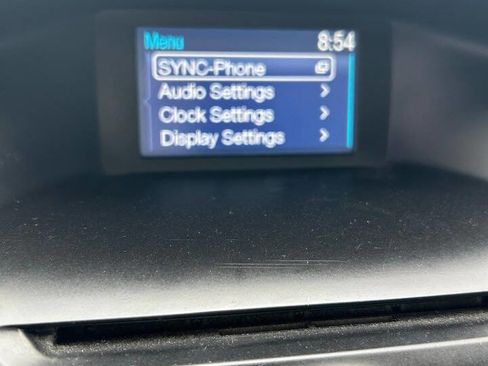 Menu 8:54
SYNC-Phone
Audio Settings
Clock Settings
Display Settings